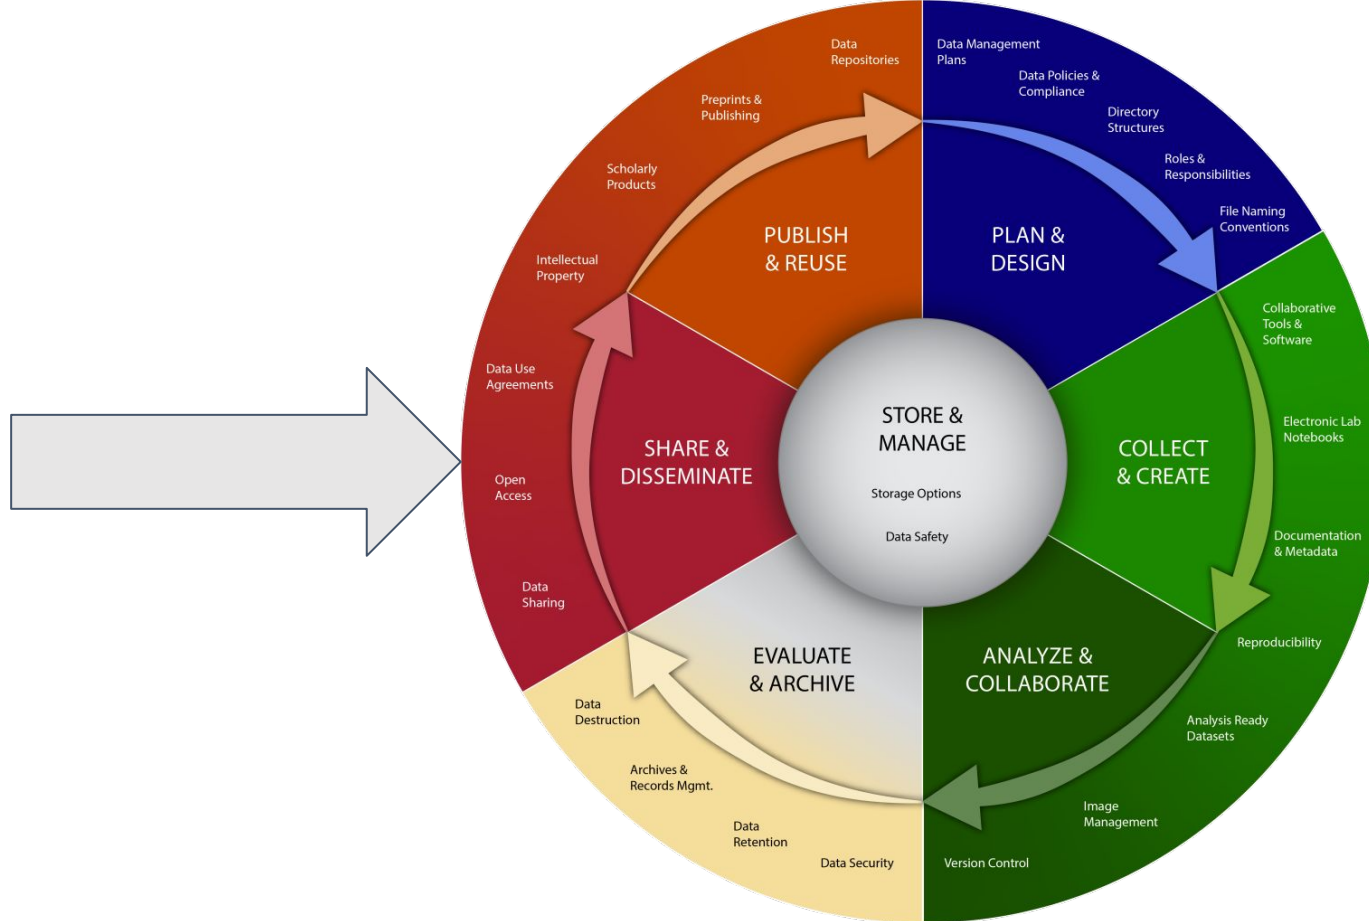 Data
Repositories
Preprints &
Publishing
Scholarly
Products
Intellectual
Property
Data Use
Agreements
Open
Access
Data
Sharing
Data Management
Plans
Data Policies &
Compliance
Directory
Structures
Roles &
Responsibilities
File Naming
Conventions
Collaborative
Tools &
Software
Electronic Lab
Notebooks
Documentation
& Metadata
Reproducibility
Analysis Ready
Datasets
Image
Management
Version Control
Data Security
Data
Retention
Archives &
Records Mgmt.
Data
Destruction
PUBLISH
& REUSE
PLAN &
DESIGN
SHARE &
DISSEMINATE
STORE &
MANAGE
Storage Options
Data Safety
COLLECT
& CREATE
EVALUATE
& ARCHIVE
ANALYZE &
COLLABORATE